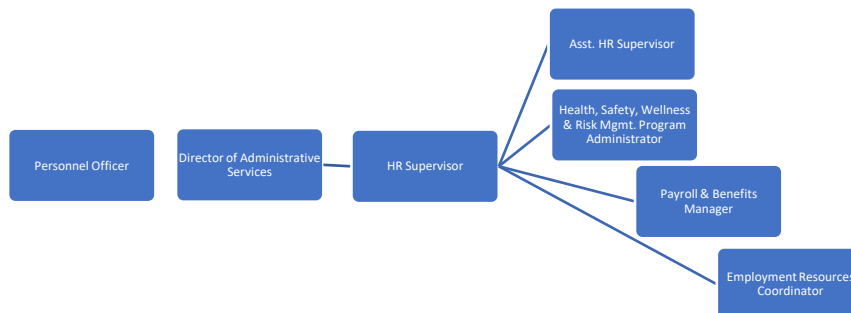 Asst. HR Supervisor
Health, Safety, Wellness
& Risk Mgmt. Program
Administrator
Personnel Officer
Director of Administrative
Services
HR Supervisor
Payroll & Benefits
Manager
Employment Resources
Coordinator